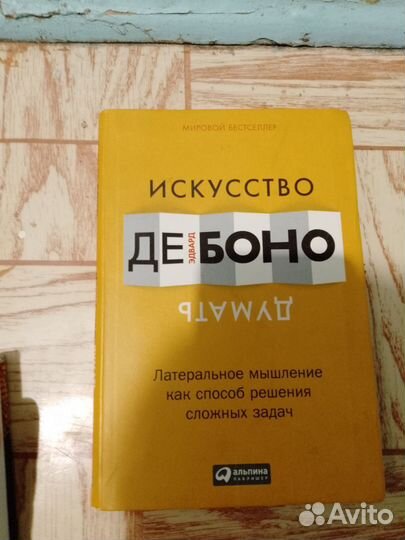 МИРОВОЙ БЕСТСЕЛЛЕР
ИСКУССТВО
ЭДВАРД
ДЕ БОНО
ДУМАТЬ
Латеральное мышление
как способ решения
сложных задач
альпина
ПАБЛИШЕР
Avito